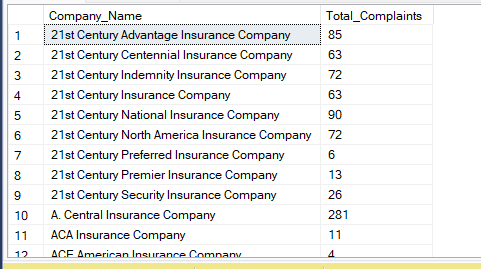 Company_Name Total_Complaints
1 21st Century Advantage Insurance Company 85
2 21st Century Centennial Insurance Company 63
3 21st Century Indemnity Insurance Company 72
4 21st Century Insurance Company 63
5 21st Century National Insurance Company 90
6 21st Century North America Insurance Company 72
7 21st Century Preferred Insurance Company 6
8 21st Century Premier Insurance Company 13
9 21st Century Security Insurance Company 26
10 A. Central Insurance Company 281
11 ACA Insurance Company 11
12 ACE American Insurance Company 4